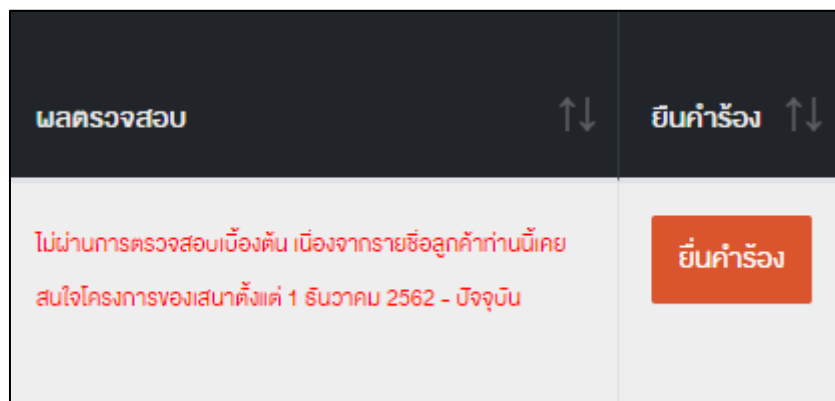 ผลตรวจสอบ
ยืนคำร้อง
ไม่ผ่านการตรวจสอบเบื้องต้น เนื่องจากรายชื่อลูกค้าท่านนี้เคย
สนใจโครงการของเสนาตั้งแต่ 1 ธันวาคม 2562 - ปัจจุบัน
ยื่นคำร้อง